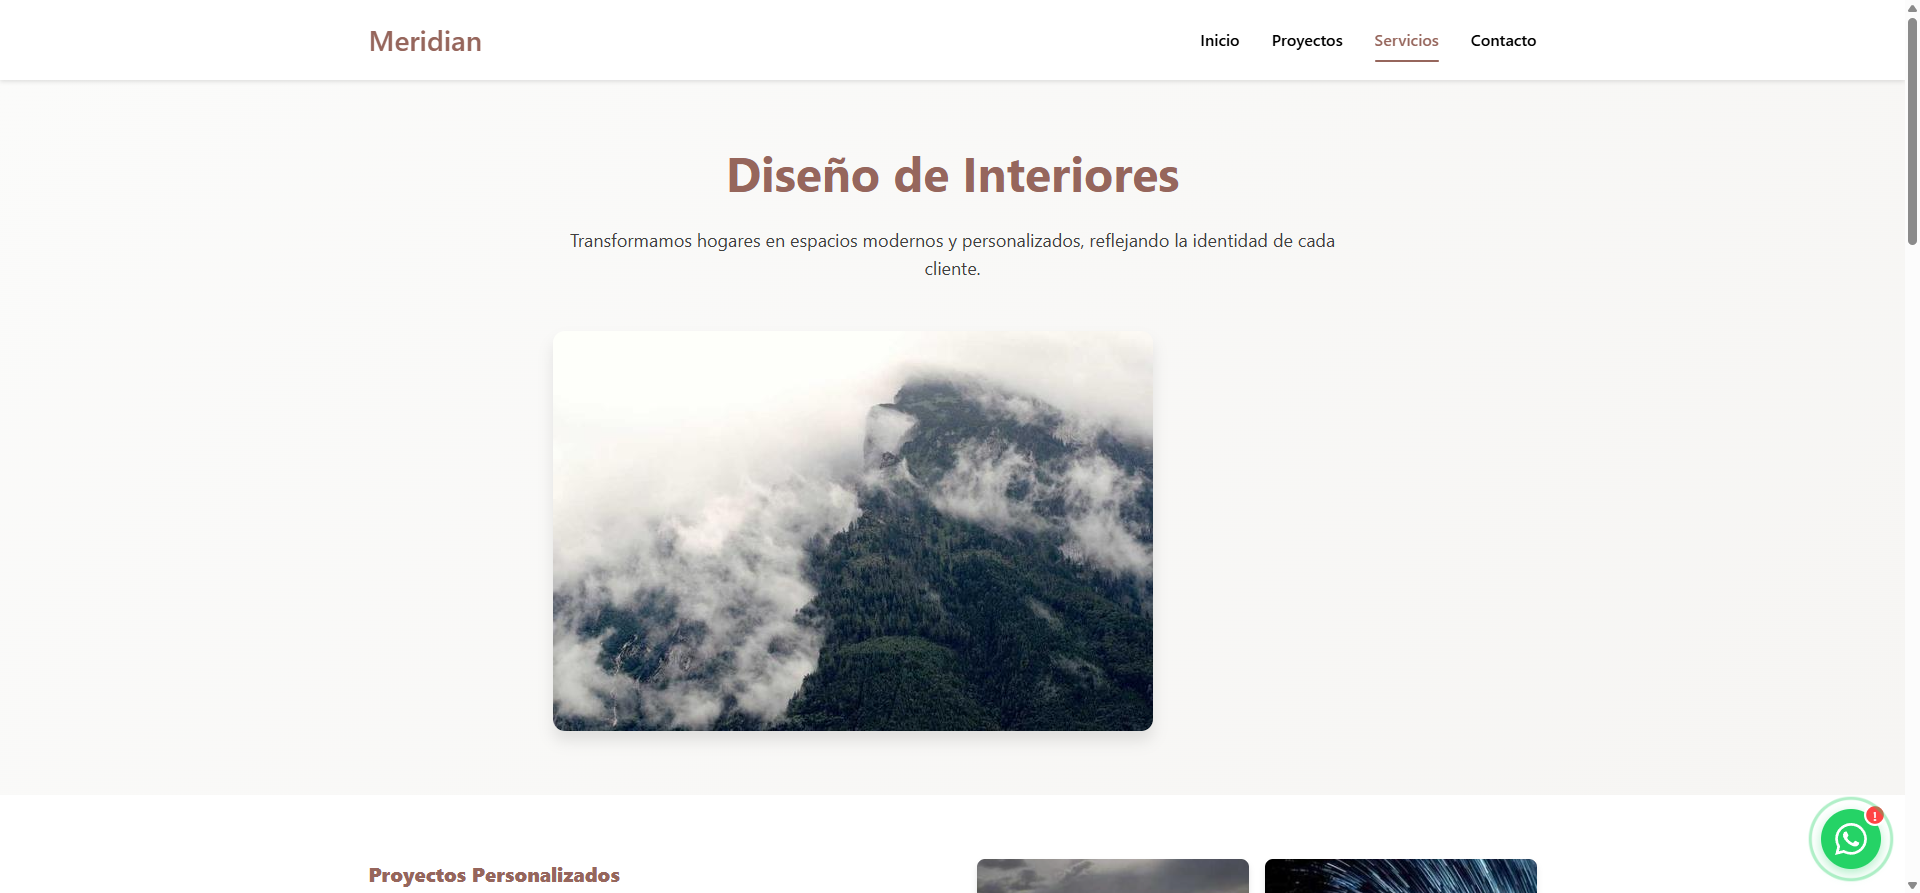 Meridian
Inicio
Proyectos
Servicios
Contacto
Diseño de Interiores
Transformamos hogares en espacios modernos y personalizados, reflejando la identidad de cada
cliente.
Proyectos Personalizados
!